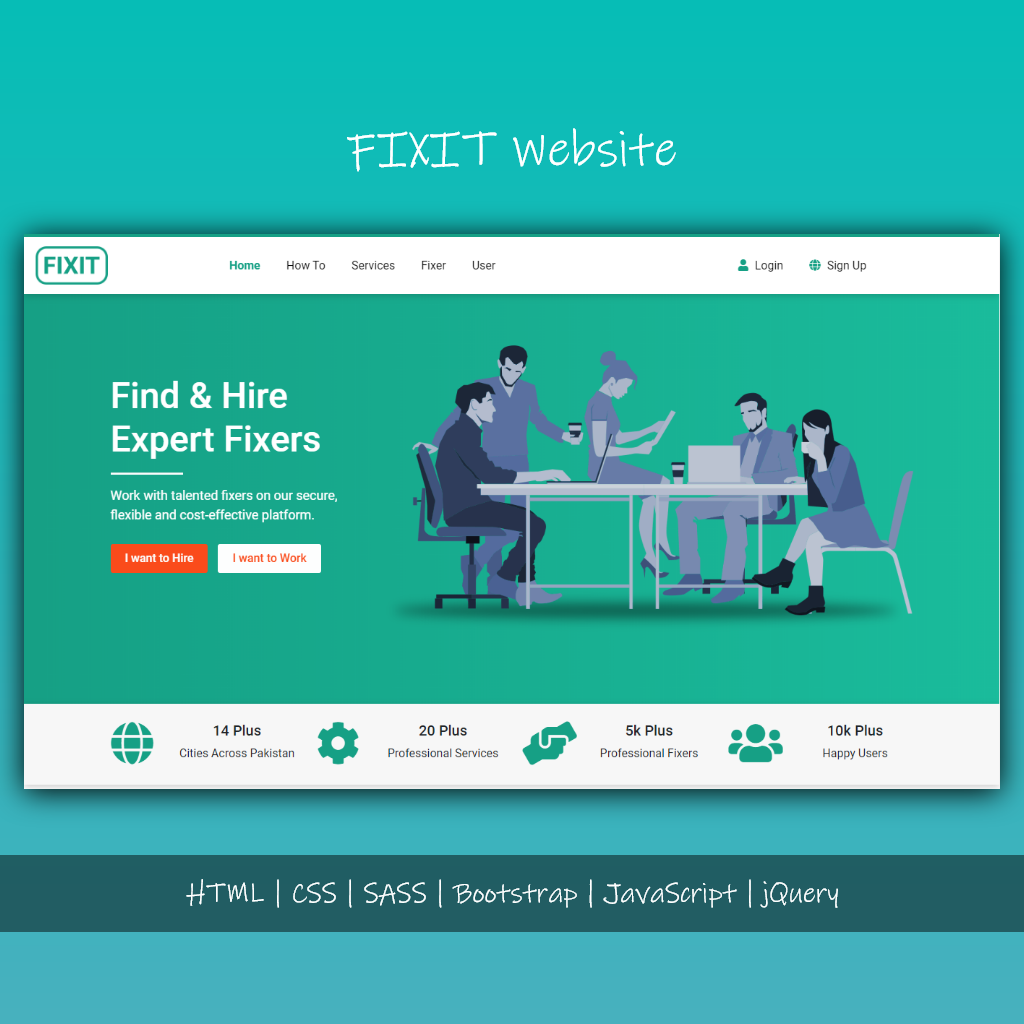 FIXIT Website
FIXIT
Home How To Services Fixer User Login Sign Up
Find & Hire
Expert Fixers
Work with talented fixers on our secure,
flexible and cost-effective platform.
I want to Hire I want to Work
14 Plus 20 Plus 5k Plus 10k Plus
Cities Across Pakistan Professional Services Professional Fixers Happy Users
HTML | CSS | SASS | Bootstrap | JavaScript | jQuery